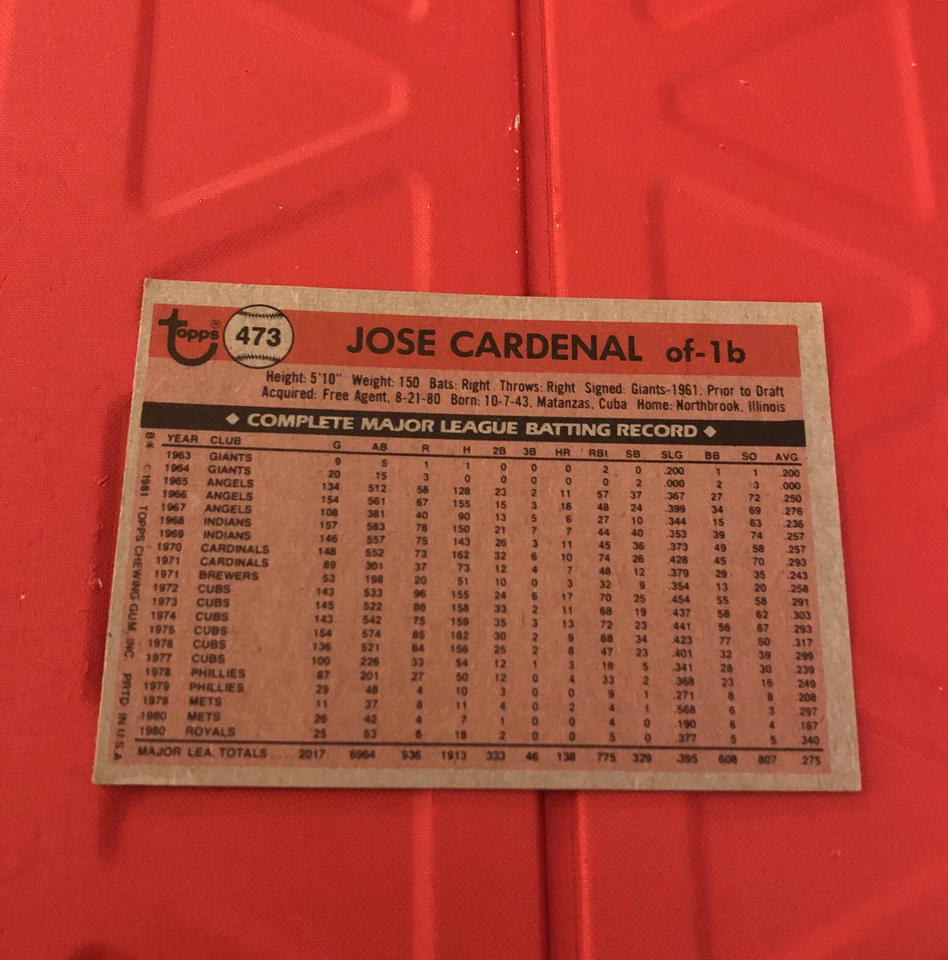 topps® 473 JOSE CARDENAL of-1b
Height: 5'10" Weight: 150 Bats: Right Throws: Right Signed: Giants-1961, Prior to Draft
Acquired: Free Agent, 8-21-80 Born: 10-7-43, Matanzas, Cuba Home: Northbrook, Illinois
◆ COMPLETE MAJOR LEAGUE BATTING RECORD ◆
YEAR CLUB G AB R H 2B 3B HR RBI SB SLG BB SO AVG
1963 GIANTS 9 5 1 1 0 0 0 2 0 .200 1 1 .200
1964 GIANTS 20 15 3 0 0 0 0 0 2 .000 2 3 .000
1965 ANGELS 134 512 58 128 23 2 11 57 37 .367 27 72 .250
1966 ANGELS 154 561 67 155 15 3 16 48 24 .399 34 69 .276
1967 ANGELS 108 381 40 90 13 5 6 27 10 .344 15 63 .236
1968 INDIANS 157 583 78 150 21 7 7 44 40 .353 39 74 .257
1969 INDIANS 146 557 75 143 26 3 11 45 36 .373 49 58 .257
1970 CARDINALS 148 552 73 162 32 6 10 74 26 .428 45 70 .293
1971 CARDINALS 89 301 37 73 12 4 7 48 12 .379 29 35 .243
1971 BREWERS 53 198 20 51 10 0 3 32 9 .354 13 20 .258
1972 CUBS 143 533 96 155 24 6 17 70 25 .454 55 58 .291
1973 CUBS 145 522 80 158 33 2 11 68 19 .437 58 62 .303
1974 CUBS 143 542 75 159 35 3 13 72 23 .441 56 67 .293
1975 CUBS 154 574 85 182 30 2 9 68 34 .423 77 50 .317
1976 CUBS 136 521 64 156 25 2 8 47 23 .401 32 39 .299
1977 CUBS 100 226 33 54 12 1 3 18 5 .341 28 30 .239
1978 PHILLIES 87 201 27 50 12 0 4 33 2 .368 23 16 .249
1979 PHILLIES 29 48 4 10 3 0 0 9 1 .271 8 8 .208
1979 METS 11 37 8 11 4 0 2 4 1 .568 6 3 .297
1980 METS 26 42 4 7 1 0 0 4 0 .190 6 4 .167
1980 ROYALS 25 53 8 18 2 0 0 5 0 .377 5 5 .340
MAJOR LEA. TOTALS .... 2017 6964 936 1913 333 46 138 775 329 .395 608 807 .275
B* © 1981 TOPPS CHEWING GUM, INC. PRTD. IN U.S.A.